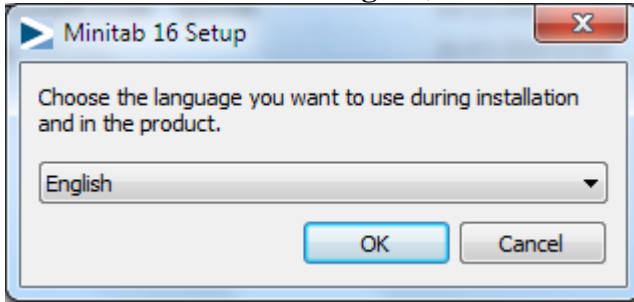 Minitab 16 Setup
Choose the language you want to use during installation
and in the product.
English
OK Cancel